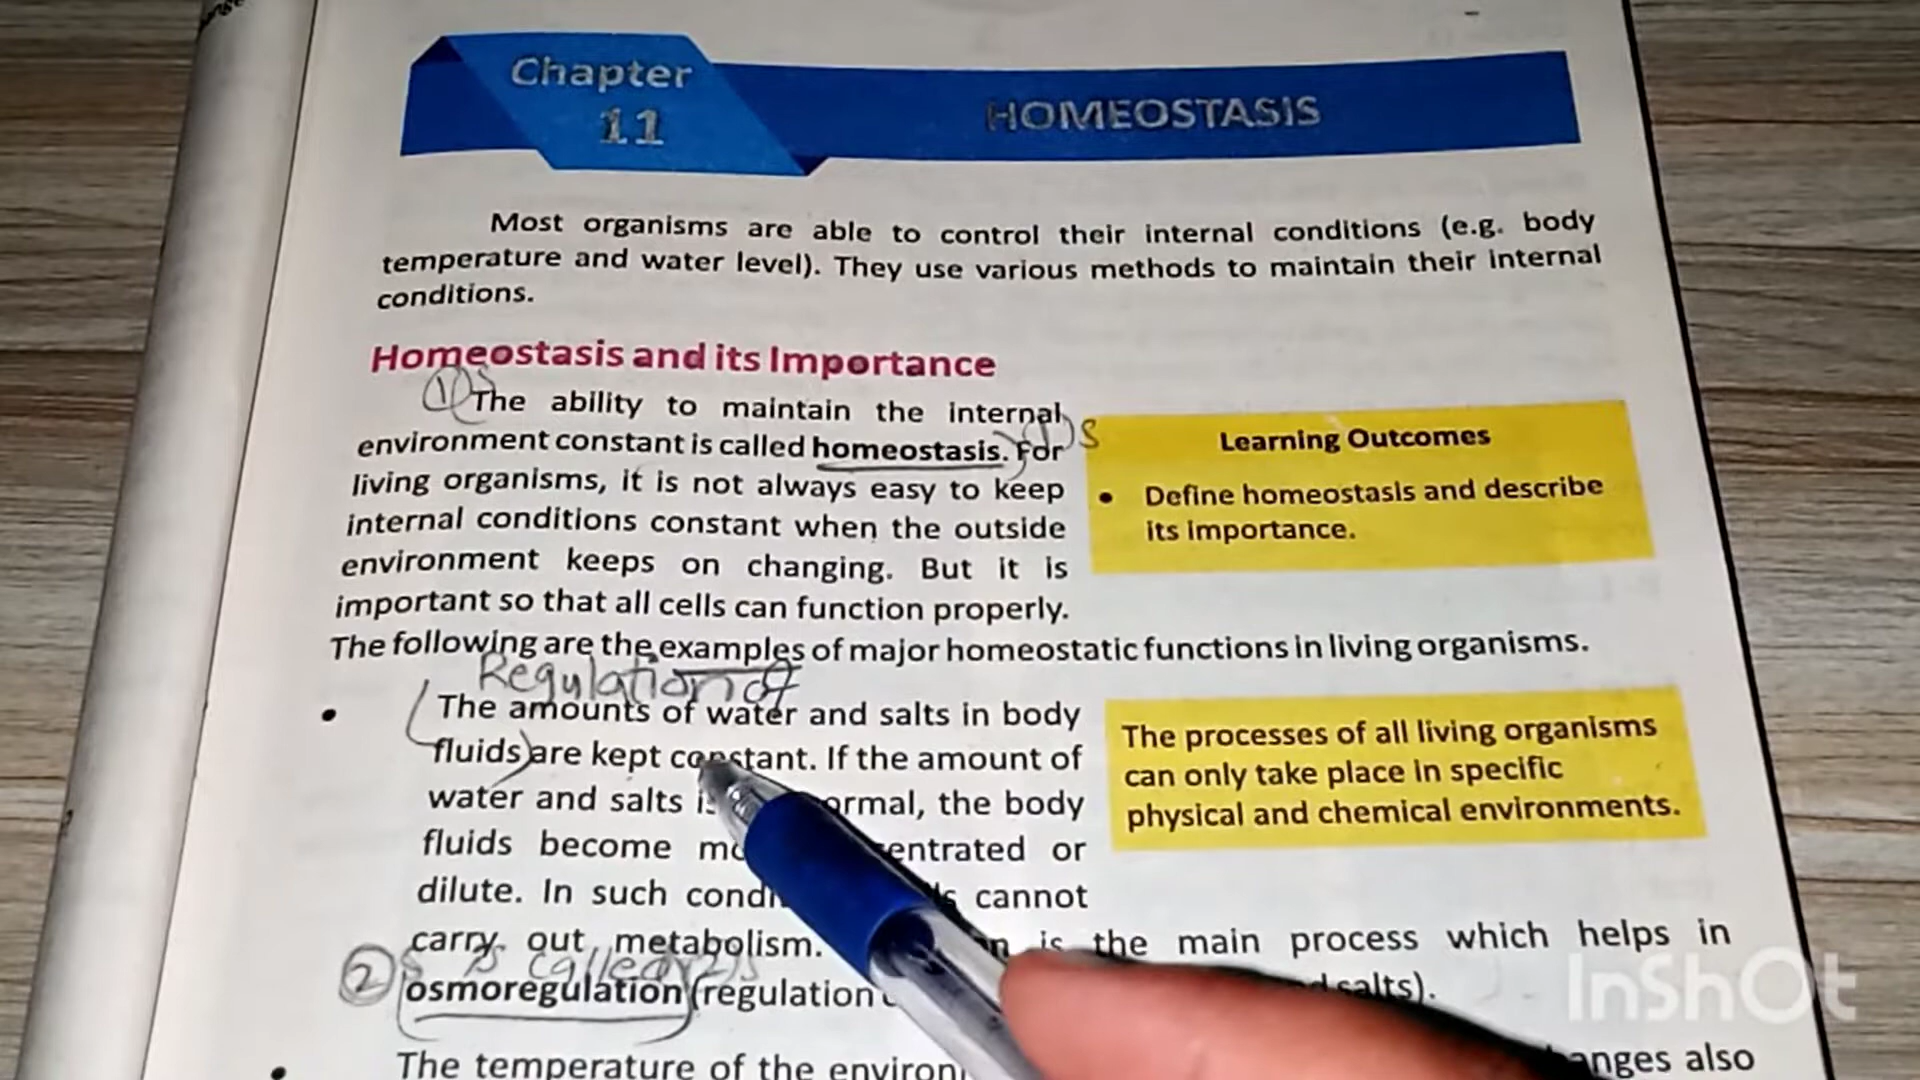 Chapter
11
HOMEOSTASIS
Most organisms are able to control their internal conditions (e.g. body
temperature and water level). They use various methods to maintain their internal
conditions.
Homeostasis and its Importance
1 S
The ability to maintain the internal
environment constant is called homeostasis. For
1 S
living organisms, it is not always easy to keep
internal conditions constant when the outside
environment keeps on changing. But it is
important so that all cells can function properly.
Learning Outcomes
• Define homeostasis and describe
its importance.
The following are the examples of major homeostatic functions in living organisms.
Regulation of
• The amounts of water and salts in body
fluids are kept constant. If the amount of
water and salts ormal, the body
fluids become entrated or
dilute. In such cannot
carry out metabolism. is the main process which helps in
The processes of all living organisms
can only take place in specific
physical and chemical environments.
2 S is called 2 S
osmoregulation (regulation salts).
• The temperature of the anges also
InShOt